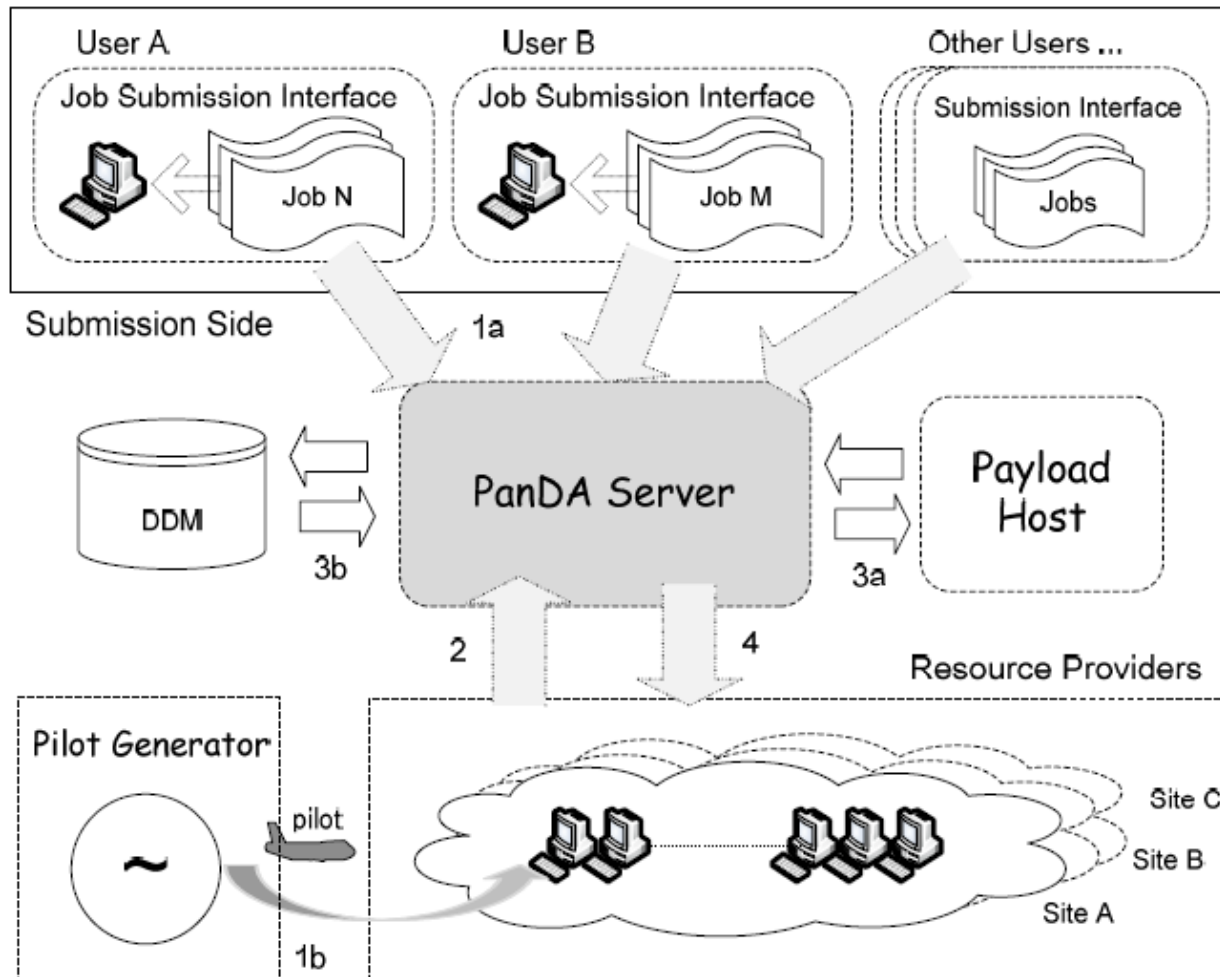 User A
User B
Other Users ...
Job Submission Interface
Job Submission Interface
Submission Interface
Job N
Job M
Jobs
Submission Side
1a
DDM
3b
PanDA Server
3a
Payload
Host
2
4
Resource Providers
Pilot Generator
pilot
~
1b
Site C
Site B
Site A